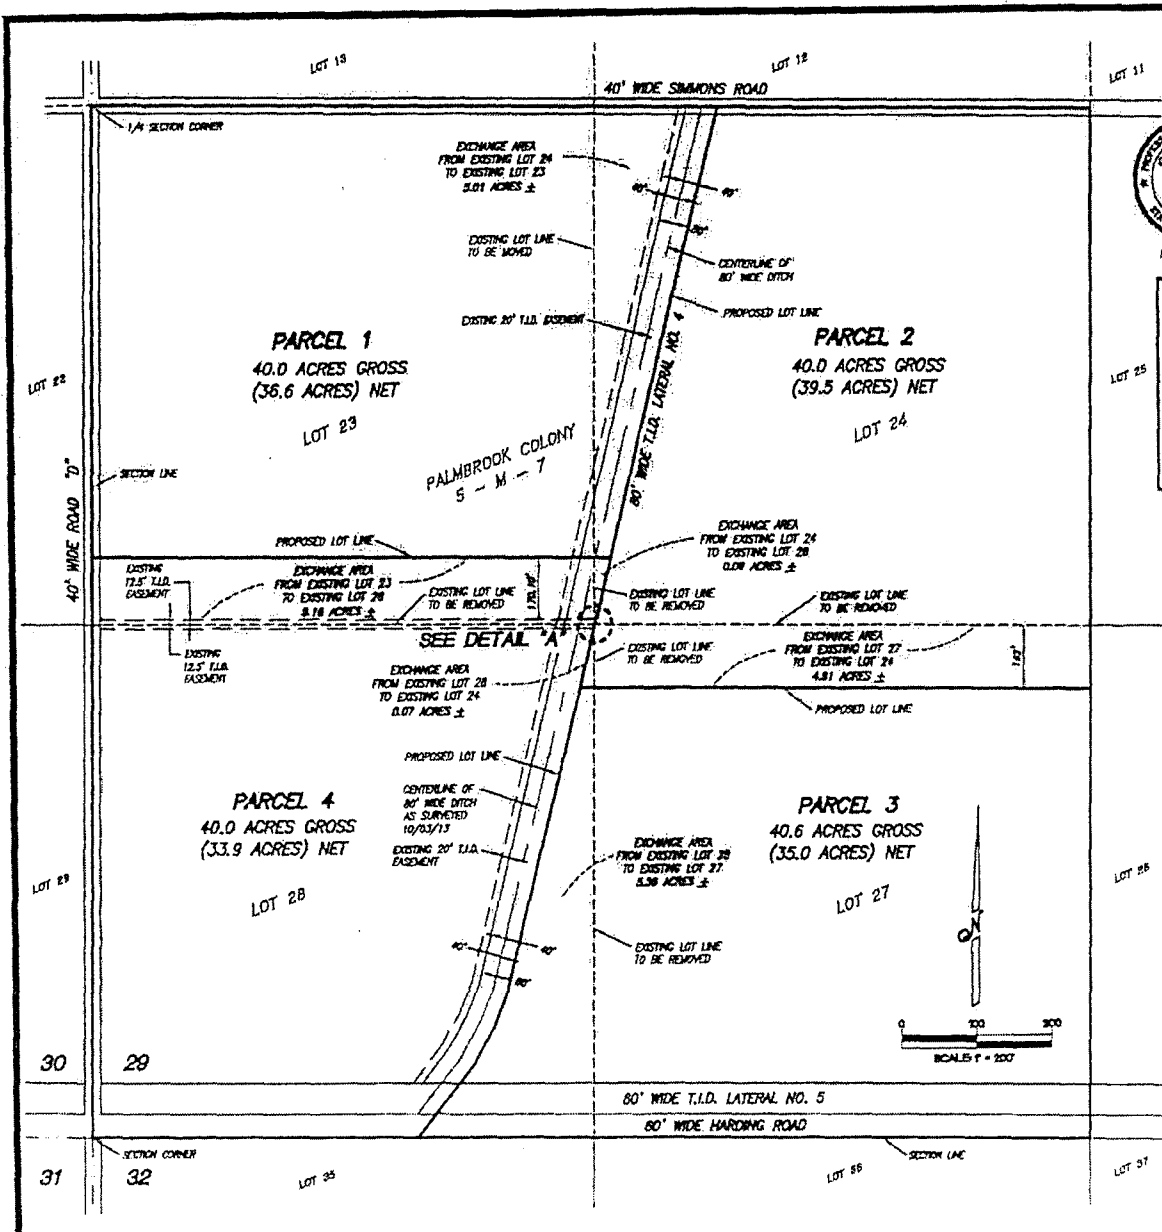 LOT 13
LOT 12
LOT 11
40' WIDE SIMMONS ROAD
1/4 SECTION CORNER
EXCHANGE AREA
FROM EXISTING LOT 24
TO EXISTING LOT 23
5.01 ACRES ±
40'
40'
80'
EXISTING LOT LINE
TO BE MOVED
CENTERLINE OF
80' WIDE DITCH
EXISTING 20' T.I.D. EASEMENT
PROPOSED LOT LINE
PARCEL 1
40.0 ACRES GROSS
(36.6 ACRES) NET
LOT 23
PARCEL 2
40.0 ACRES GROSS
(39.5 ACRES) NET
LOT 24
LOT 22
LOT 25
80' WIDE T.I.D. LATERAL NO. 4
PALMBROOK COLONY
5 - M - 7
40' WIDE ROAD "D"
SECTION LINE
PROPOSED LOT LINE
EXCHANGE AREA
FROM EXISTING LOT 24
TO EXISTING LOT 28
EXISTING
12.5' T.I.D.
EASEMENT
EXCHANGE AREA
FROM EXISTING LOT 23
TO EXISTING LOT 28
ACRES ±
EXISTING LOT LINE
TO BE REMOVED
EXISTING LOT LINE
TO BE REMOVED
EXISTING LOT LINE
TO BE REMOVED
SEE DETAIL "A"
EXISTING
12.5' T.I.D.
EASEMENT
EXISTING LOT LINE
TO BE REMOVED
EXCHANGE AREA
FROM EXISTING LOT 27
TO EXISTING LOT 24
4.81 ACRES ±
EXCHANGE AREA
FROM EXISTING LOT 28
TO EXISTING LOT 24
0.07 ACRES ±
PROPOSED LOT LINE
PROPOSED LOT LINE
CENTERLINE OF
80' WIDE DITCH
AS SURVEYED
10/03/13
EXISTING 20' T.I.D.
EASEMENT
PARCEL 4
40.0 ACRES GROSS
(33.9 ACRES) NET
LOT 28
PARCEL 3
40.6 ACRES GROSS
(35.0 ACRES) NET
LOT 27
EXCHANGE AREA
FROM EXISTING LOT 28
TO EXISTING LOT 27
ACRES ±
LOT 29
LOT 26
EXISTING LOT LINE
TO BE REMOVED
40'
40'
80'
N
0
SCALE: 1" = 200'
30
29
60' WIDE T.I.D. LATERAL NO. 5
60' WIDE HARDING ROAD
SECTION CORNER
SECTION LINE
31
32
LOT 35
LOT 36
LOT 37